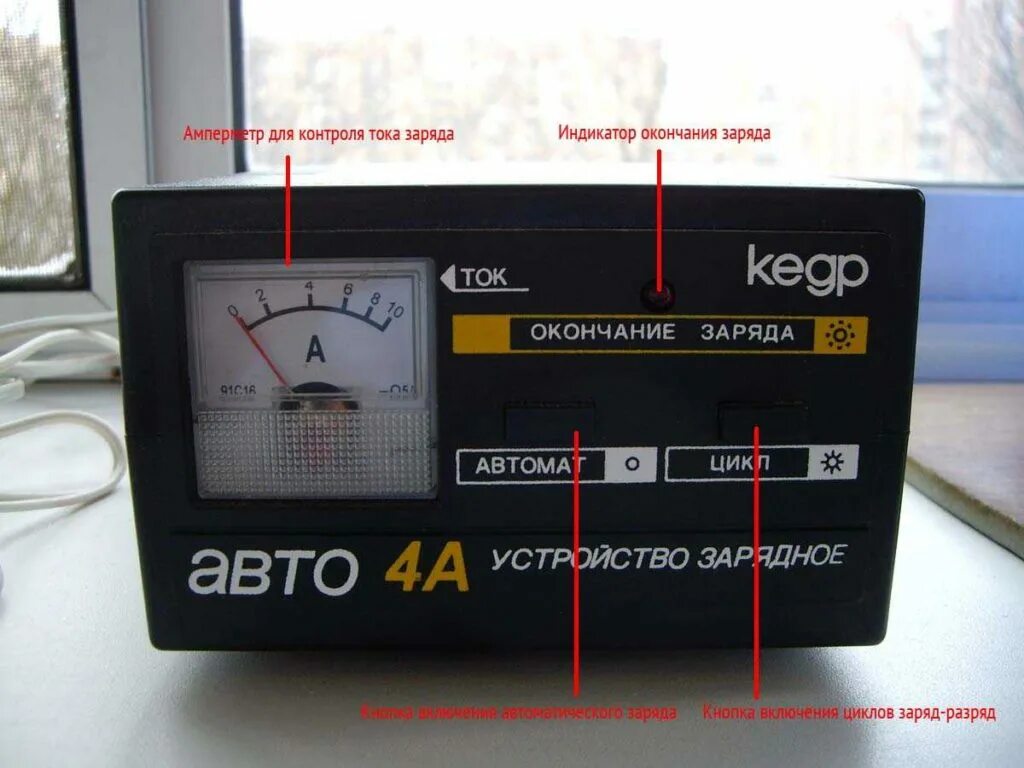 Амперметр для контроля тока заряда
Индикатор окончания заряда
ТОК
кедр
0 2 4 6 8 10
А
91С16
ОКОНЧАНИЕ ЗАРЯДА
АВТОМАТ
ЦИКЛ
авто 4А УСТРОЙСТВО ЗАРЯДНОЕ
Кнопка включения автоматического заряда
Кнопка включения циклов заряд-разряд